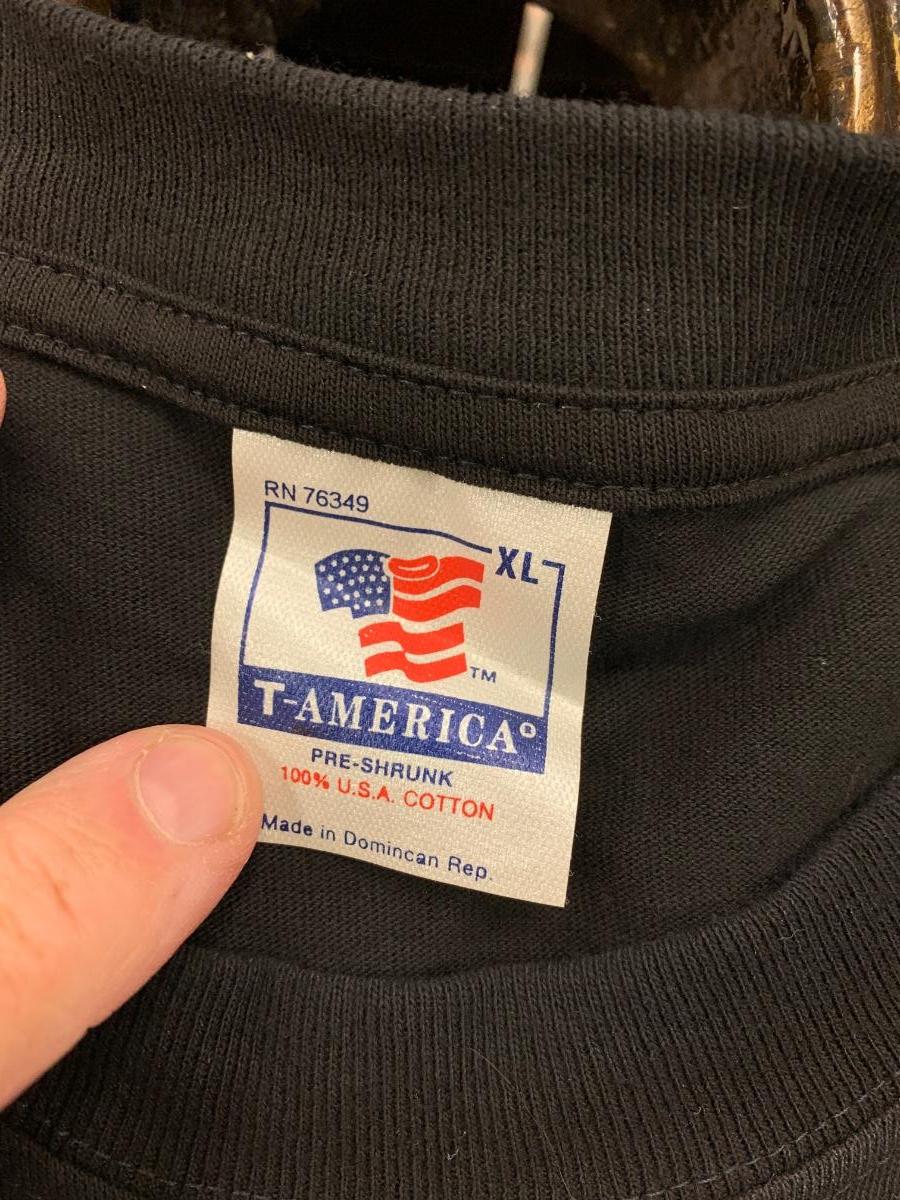 RN 76349
XL
TM
T-AMERICA®
PRE-SHRUNK
100% U.S.A. COTTON
Made in Domincan Rep.